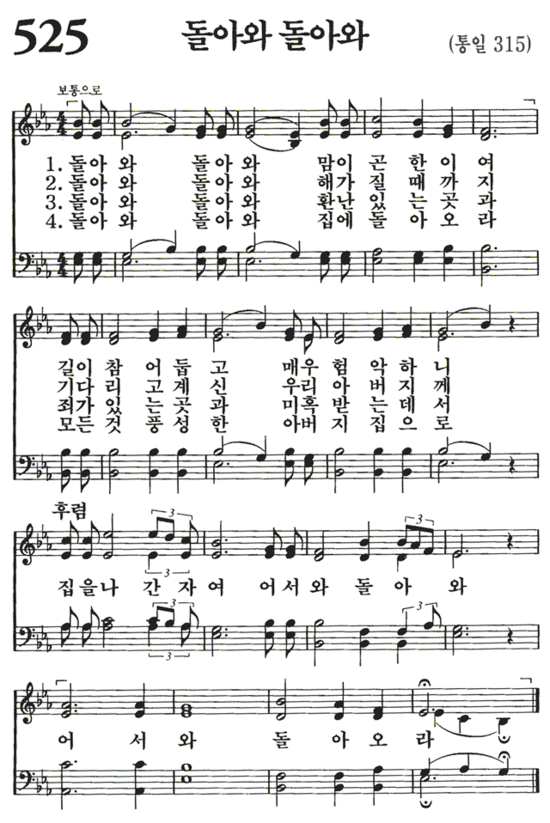 525 돌아와 돌아와 (통일 315)
보통으로
1. 돌아 와 돌아 와 맘이 곤 한 이 여
2. 돌아 와 돌아 와 해가 질 때 까 지
3. 돌아 와 돌아 와 환난 있 는 곳 과
4. 돌아 와 돌아 와 집에 돌 아 오 라
길이 참 어 둡 고 매우 험 악 하 니
기다 리 고 계 신 우리 아 버 지 께
죄가 있 는 곳 과 미혹 받 는 데 서
모든 것 풍 성 한 아버 지 집 으 로
후렴
3 3
집을 나 간 자 여 어서 와 돌 아 와
3 3
어 서 와 돌 아 오 라